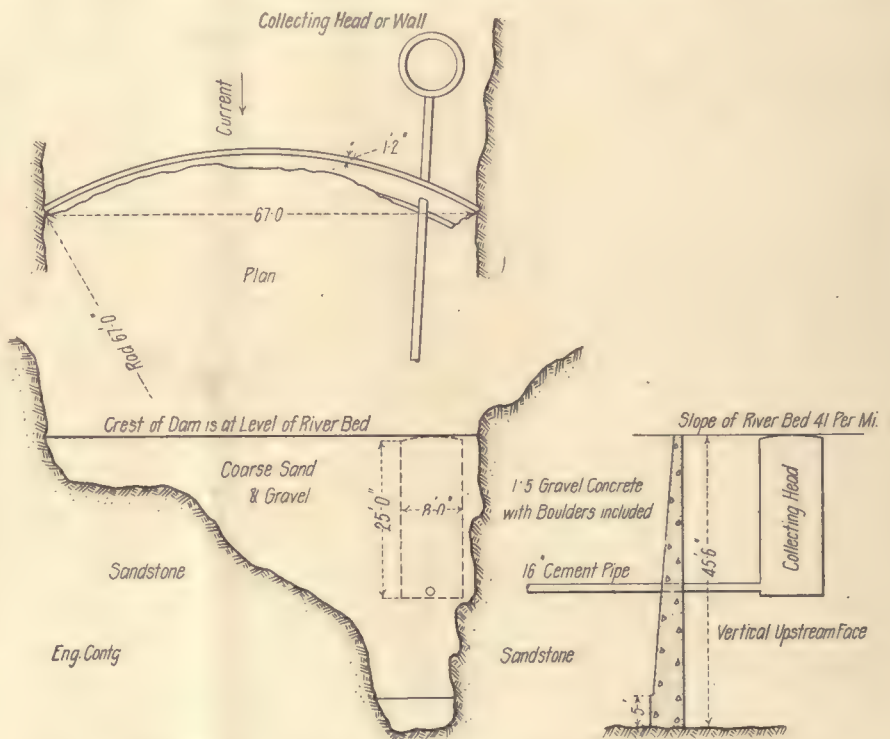 Collecting Head or Wall
Current
1'2"
67.0
Plan
Rad 67'.0"
Crest of Dam is at Level of River Bed
Slope of River Bed 41 Per Mi.
Coarse Sand
& Gravel
25'-0"
8'-0"
1.5 Gravel Concrete
with Boulders included
Collecting Head
45'6"
Sandstone
16" Cement Pipe
Vertical Upstream Face
Eng. Contg
Sandstone
5'